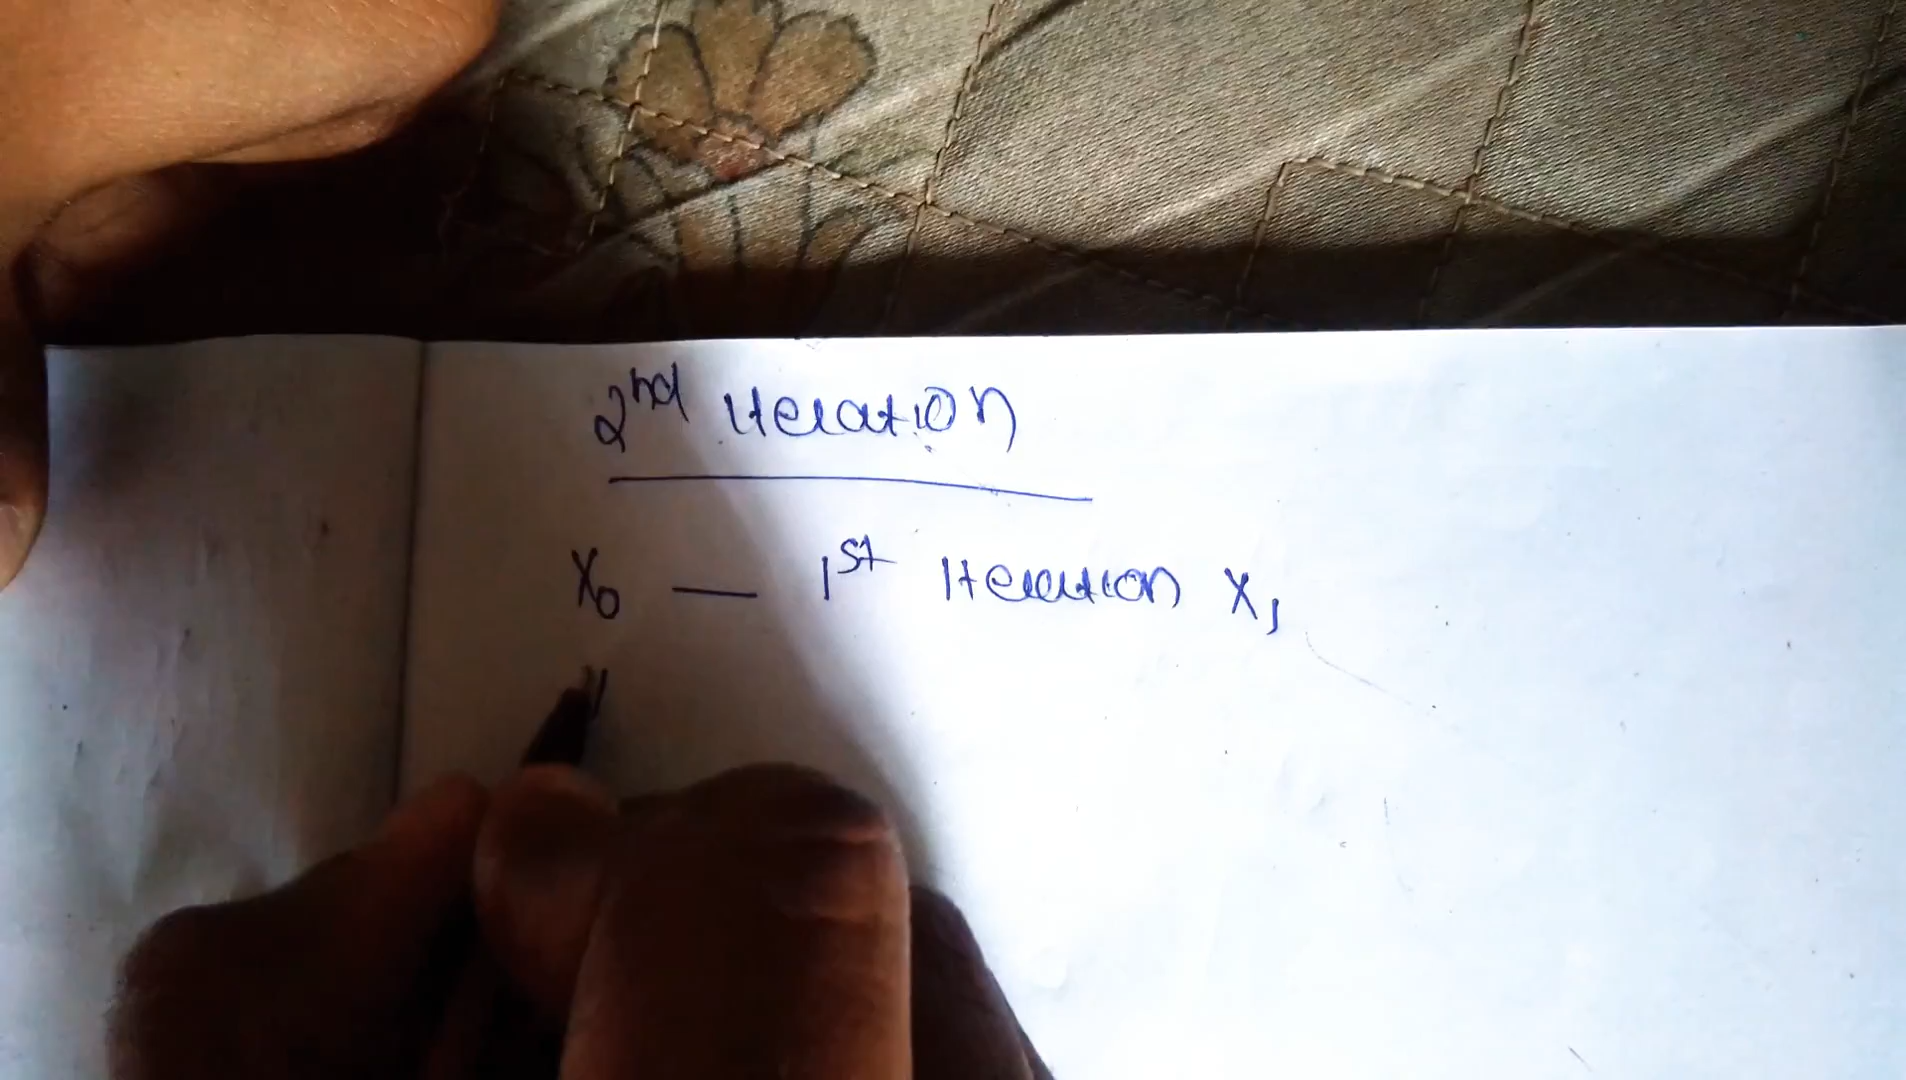 2nd Iteration
X0 — 1st Iteration X1